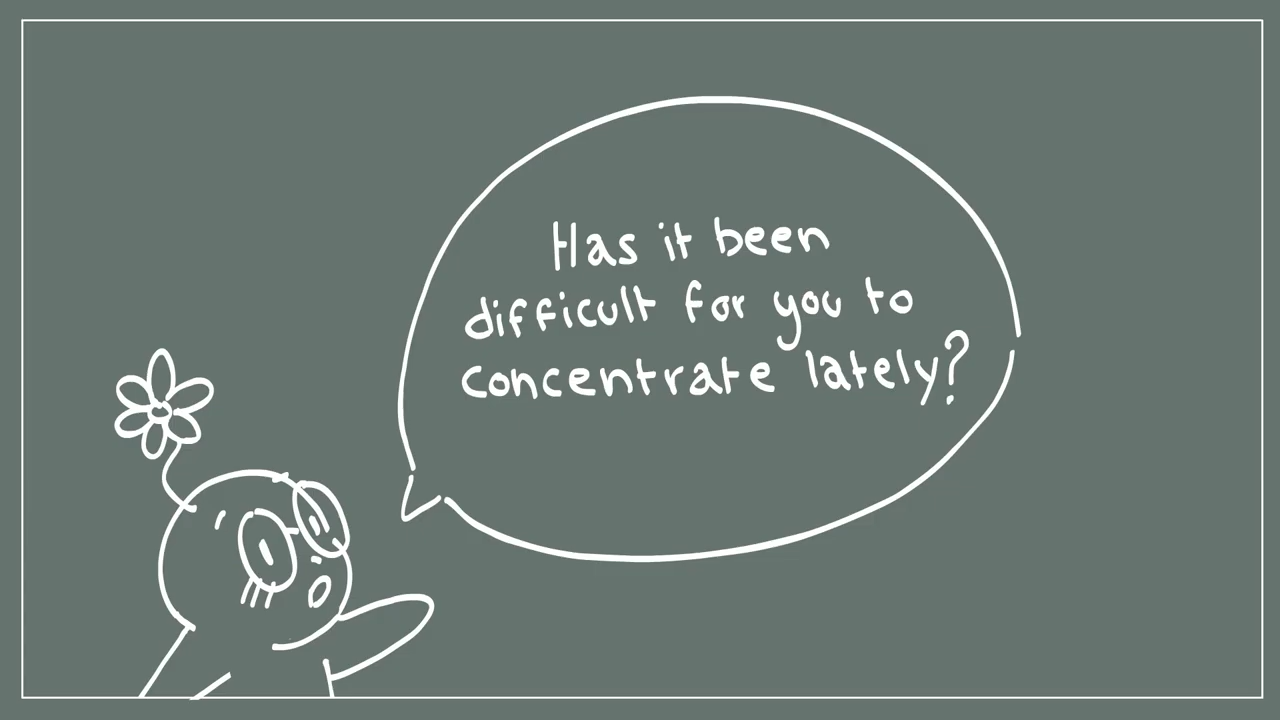 Has it been
difficult for you to
concentrate lately?